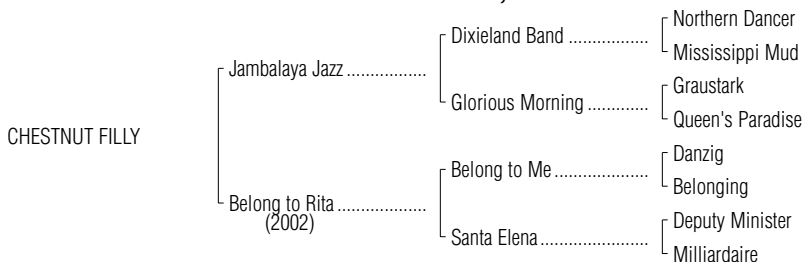 Northern Dancer
Dixieland Band ..................
Mississippi Mud
Jambalaya Jazz .................
Graustark
Glorious Morning ..............
Queen's Paradise
CHESTNUT FILLY
Danzig
Belong to Me .....................
Belonging
Belong to Rita ...................
(2002)
Deputy Minister
Santa Elena ........................
Milliardaire